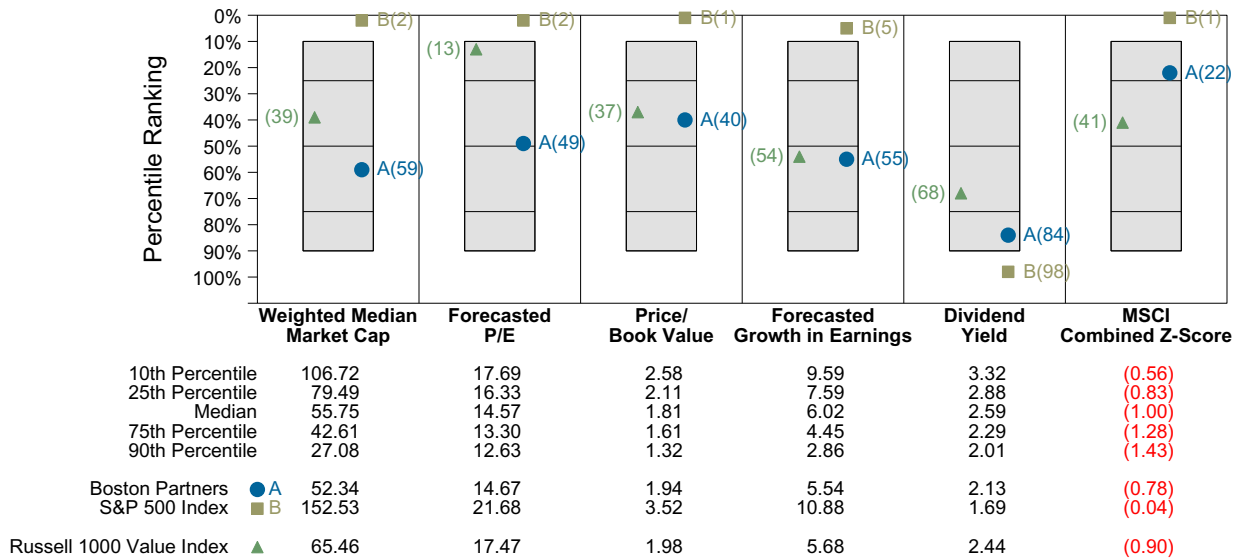 Percentile Ranking
0%
10%
20%
30%
40%
50%
60%
70%
80%
90%
100%
B(2)
(39)
A(59)
B(2)
(13)
A(49)
B(1)
(37)
A(40)
B(5)
(54)
A(55)
(68)
A(84)
B(98)
B(1)
A(22)
(41)
Weighted Median
Market Cap
Forecasted
P/E
Price/
Book Value
Forecasted
Growth in Earnings
Dividend
Yield
MSCI
Combined Z-Score
10th Percentile 106.72 17.69 2.58 9.59 3.32 (0.56)
25th Percentile 79.49 16.33 2.11 7.59 2.88 (0.83)
Median 55.75 14.57 1.81 6.02 2.59 (1.00)
75th Percentile 42.61 13.30 1.61 4.45 2.29 (1.28)
90th Percentile 27.08 12.63 1.32 2.86 2.01 (1.43)
Boston Partners A 52.34 14.67 1.94 5.54 2.13 (0.78)
S&P 500 Index B 152.53 21.68 3.52 10.88 1.69 (0.04)
Russell 1000 Value Index 65.46 17.47 1.98 5.68 2.44 (0.90)